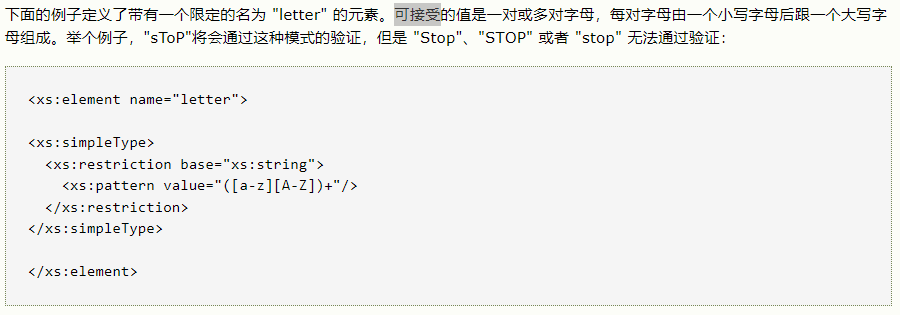 下面的例子定义了带有一个限定的名为 "letter" 的元素。可接受的值是一对或多对字母，每对字母由一个小写字母后跟一个大写字
母组成。举个例子，"sToP"将会通过这种模式的验证，但是 "Stop"、"STOP" 或者 "stop" 无法通过验证：
<xs:element name="letter">
<xs:simpleType>
  <xs:restriction base="xs:string">
    <xs:pattern value="([a-z][A-Z])+"/>
  </xs:restriction>
</xs:simpleType>
</xs:element>